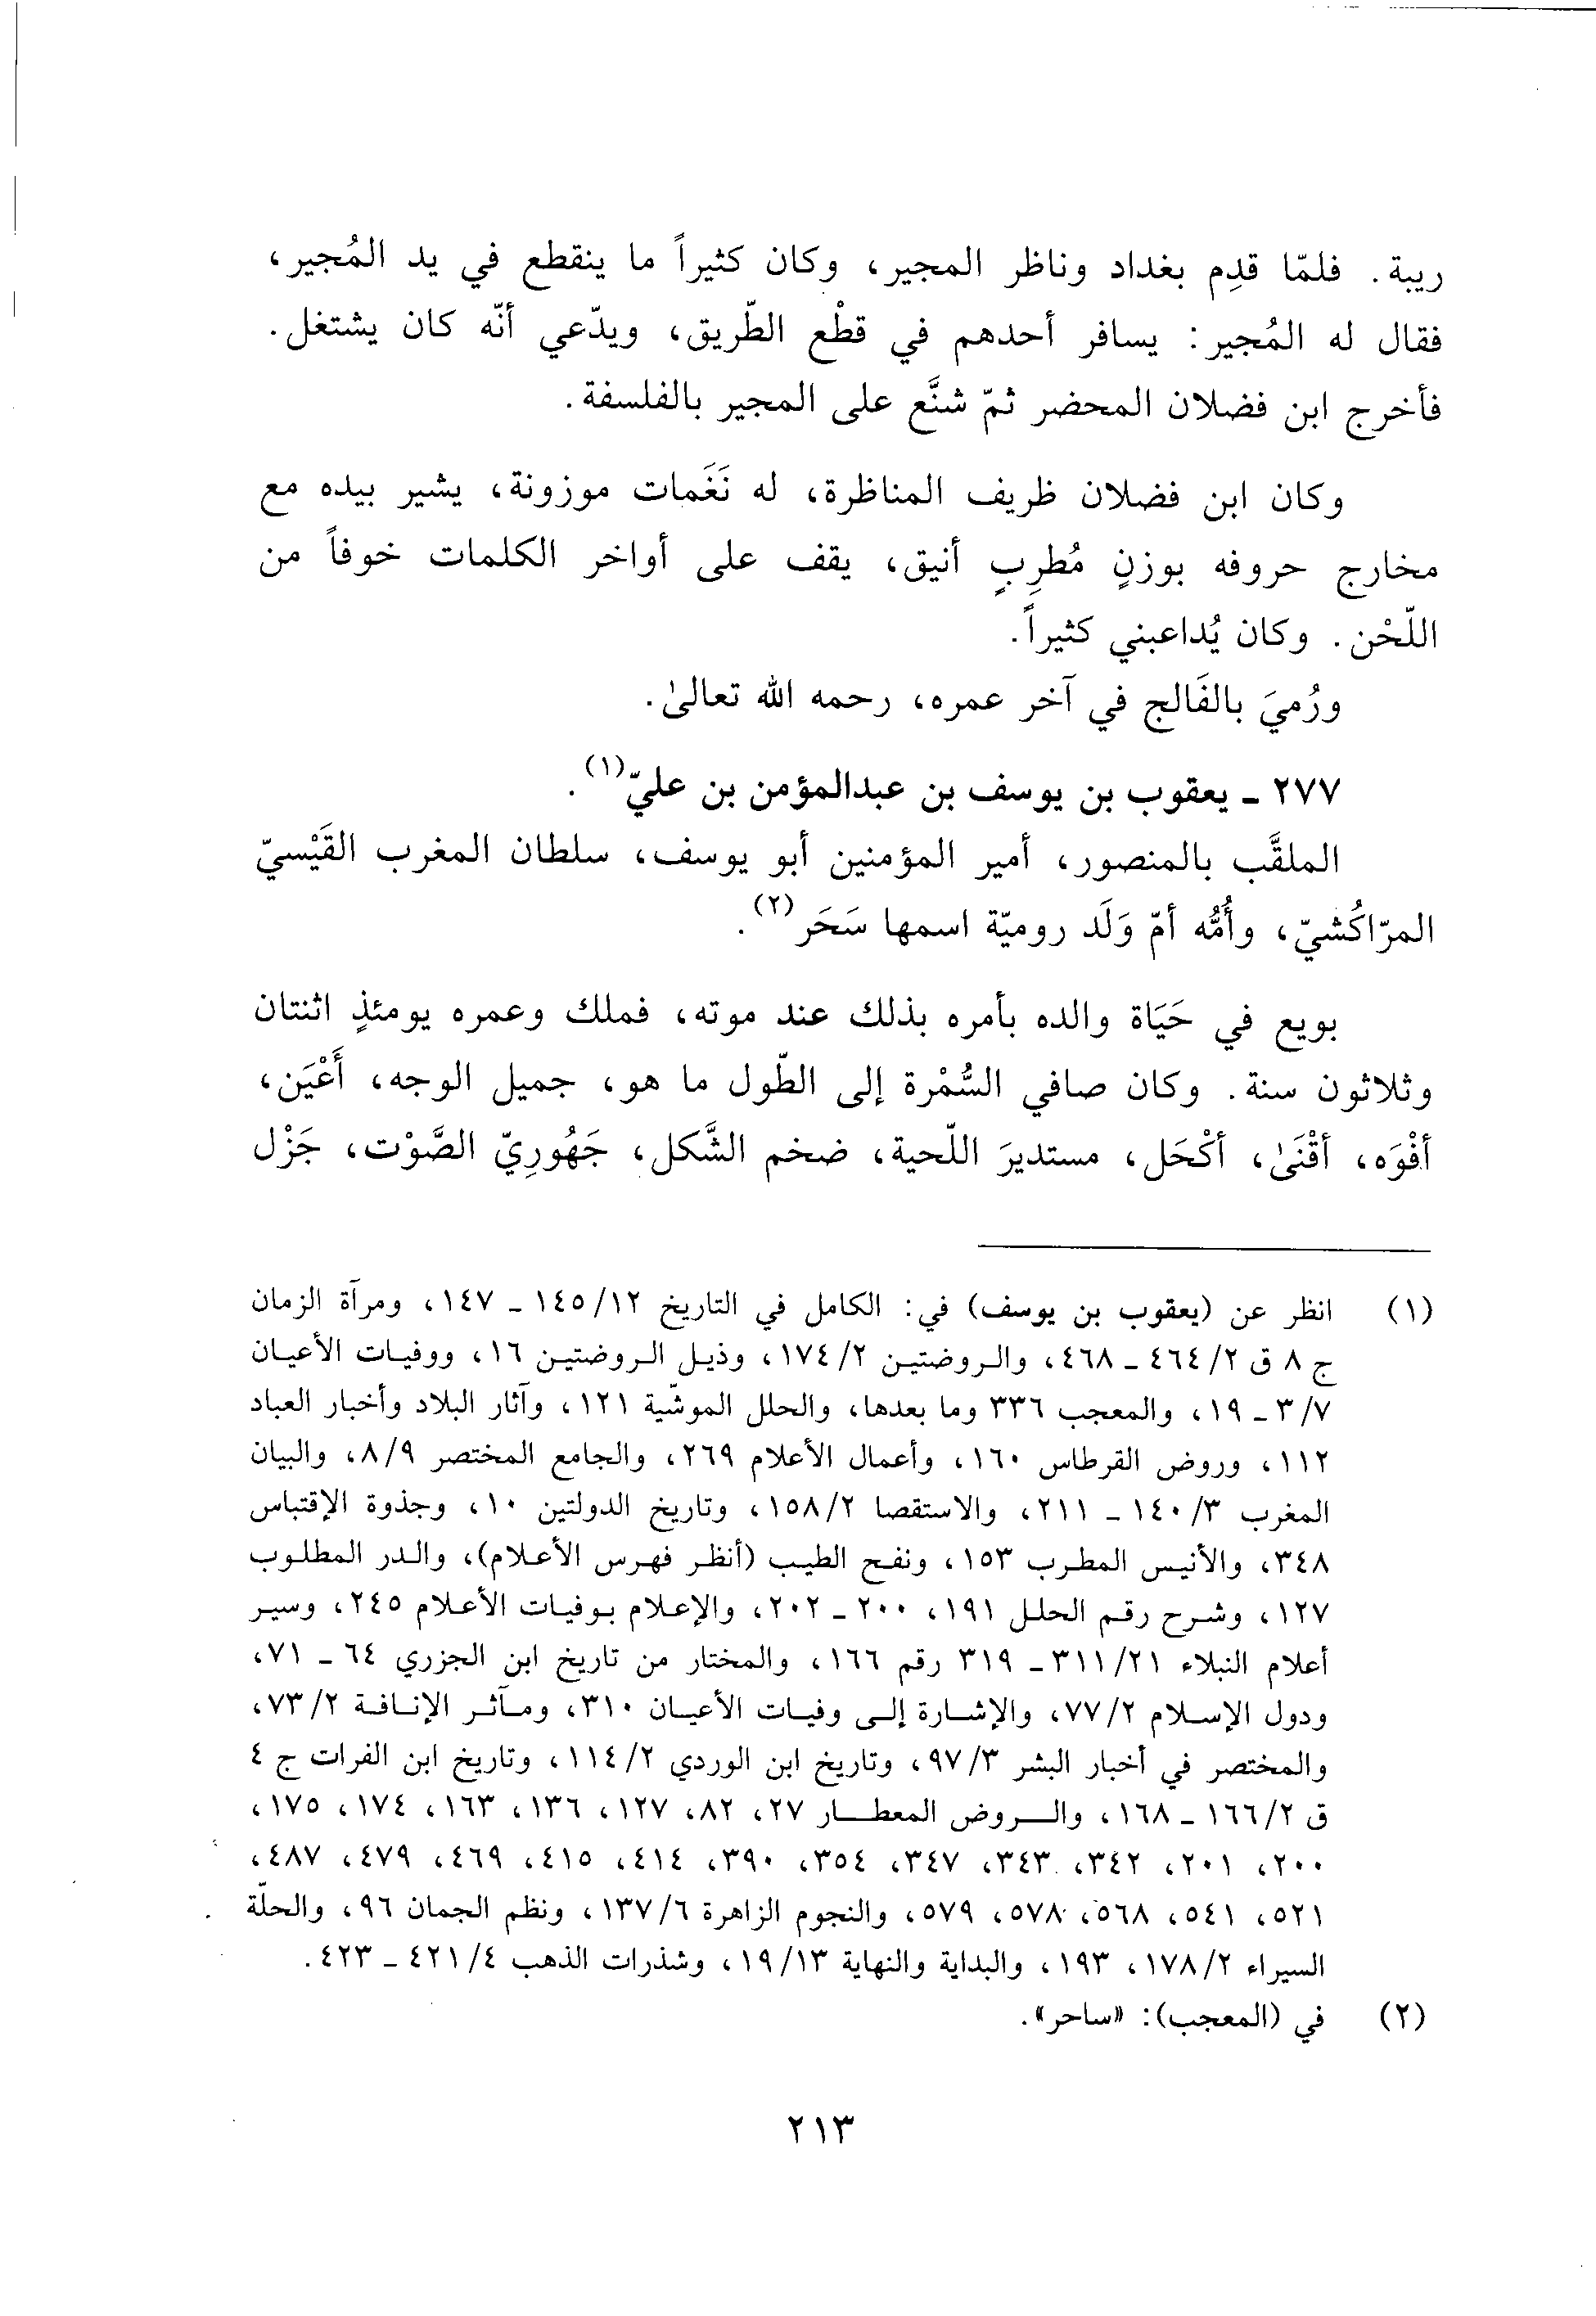 ريبة. فلمّا قدِم بغداد وناظر المجير، وكان كثيراً ما ينقطع في يد المُجير،
فقال له المُجير: يسافر أحدهم في قطْع الطّريق، ويدّعي أنّه كان يشتغل.
فأخرج ابن فضلان المحضر ثمّ شنَّع على المجير بالفلسفة.
وكان ابن فضلان ظريف المناظرة، له نَغَمات موزونة، يشير بيده مع
مخارج حروفه بوزنٍ مُطرِبٍ أنيق، يقف على أواخر الكلمات خوفاً من
اللّحْن. وكان يُداعبني كثيراً.
ورُميَ بالفَالج في آخر عمره، رحمه الله تعالىٰ.
٢٧٧ ـ يعقوب بن يوسف بن عبدالمؤمن بن عليّ(١).
الملقَّب بالمنصور، أمير المؤمنين أبو يوسف، سلطان المغرب القَيْسيّ
المرّاكُشيّ، وأُمُّه أمّ وَلَد روميّة اسمها سَحَر(٢).
بويع في حَيَاة والده بأمره بذلك عند موته، فملك وعمره يومئذٍ اثنتان
وثلاثون سنة. وكان صافي السُّمْرة إلى الطّول ما هو، جميل الوجه، أَعْيَن،
أفْوَه، أقْنَىٰ، أكْحَل، مستديرَ اللّحية، ضخم الشَّكل، جَهُورِيّ الصَّوْت، جَزْل
(١) انظر عن (يعقوب بن يوسف) في: الكامل في التاريخ ١٤٥/١٢ ـ ١٤٧، ومرآة الزمان
ج ٨ ق ٤٦٤/٢ ـ ٤٦٨، والروضتين ١٧٤/٢، وذيل الروضتين ١٦، ووفيات الأعيان
٣/٧ ـ ١٩، والمعجب ٣٣٦ وما بعدها، والحلل الموشّية ١٢١، وآثار البلاد وأخبار العباد
١١٢، وروض القرطاس ١٦٠، وأعمال الأعلام ٢٦٩، والجامع المختصر ٨/٩، والبيان
المغرب ١٤٠/٣ ـ ٢١١، والاستقصا ١٥٨/٢، وتاريخ الدولتين ١٠، وجذوة الإقتباس
٣٤٨، والأنيس المطرب ١٥٣، ونفح الطيب (أنظر فهرس الأعلام)، والدر المطلوب
١٢٧، وشرح رقم الحلل ١٩١، ٢٠٠ ـ ٢٠٢، والإعلام بوفيات الأعلام ٢٤٥، وسير
أعلام النبلاء ٣١١/٢١ ـ ٣١٩ رقم ١٦٦، والمختار من تاريخ ابن الجزري ٦٤ ـ ٧١،
ودول الإسلام ٧٧/٢، والإشارة إلى وفيات الأعيان ٣١٠، ومآثر الإنافة ٧٣/٢،
والمختصر في أخبار البشر ٩٧/٣، وتاريخ ابن الوردي ١١٤/٢، وتاريخ ابن الفرات ج ٤
ق ١٦٦/٢ ـ ١٦٨، والروض المعطار ٢٧، ٨٢، ١٢٧، ١٣٦، ١٦٣، ١٧٤، ١٧٥،
٢٠٠، ٢٠١، ٣٤٢، ٣٤٣، ٣٤٧، ٣٥٤، ٣٩٠، ٤١٤، ٤١٥، ٤٦٩، ٤٧٩، ٤٨٧،
٥٢١، ٥٤١، ٥٦٨، ٥٧٨، ٥٧٩، والنجوم الزاهرة ١٣٧/٦، ونظم الجمان ٩٦، والحلّة
السيراء ١٧٨/٢، ١٩٣، والبداية والنهاية ١٩/١٣، وشذرات الذهب ٤٢١/٤ ـ ٤٢٣.
(٢) في (المعجب): «ساحر».
٢١٣